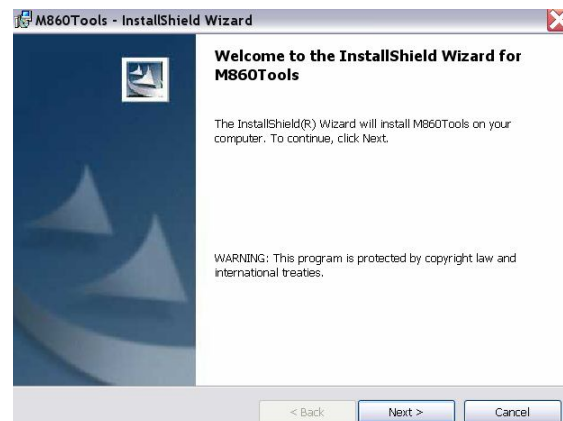 M860Tools - InstallShield Wizard
Welcome to the InstallShield Wizard for
M860Tools
The InstallShield(R) Wizard will install M860Tools on your
computer. To continue, click Next.
WARNING: This program is protected by copyright law and
international treaties.
< Back
Next >
Cancel